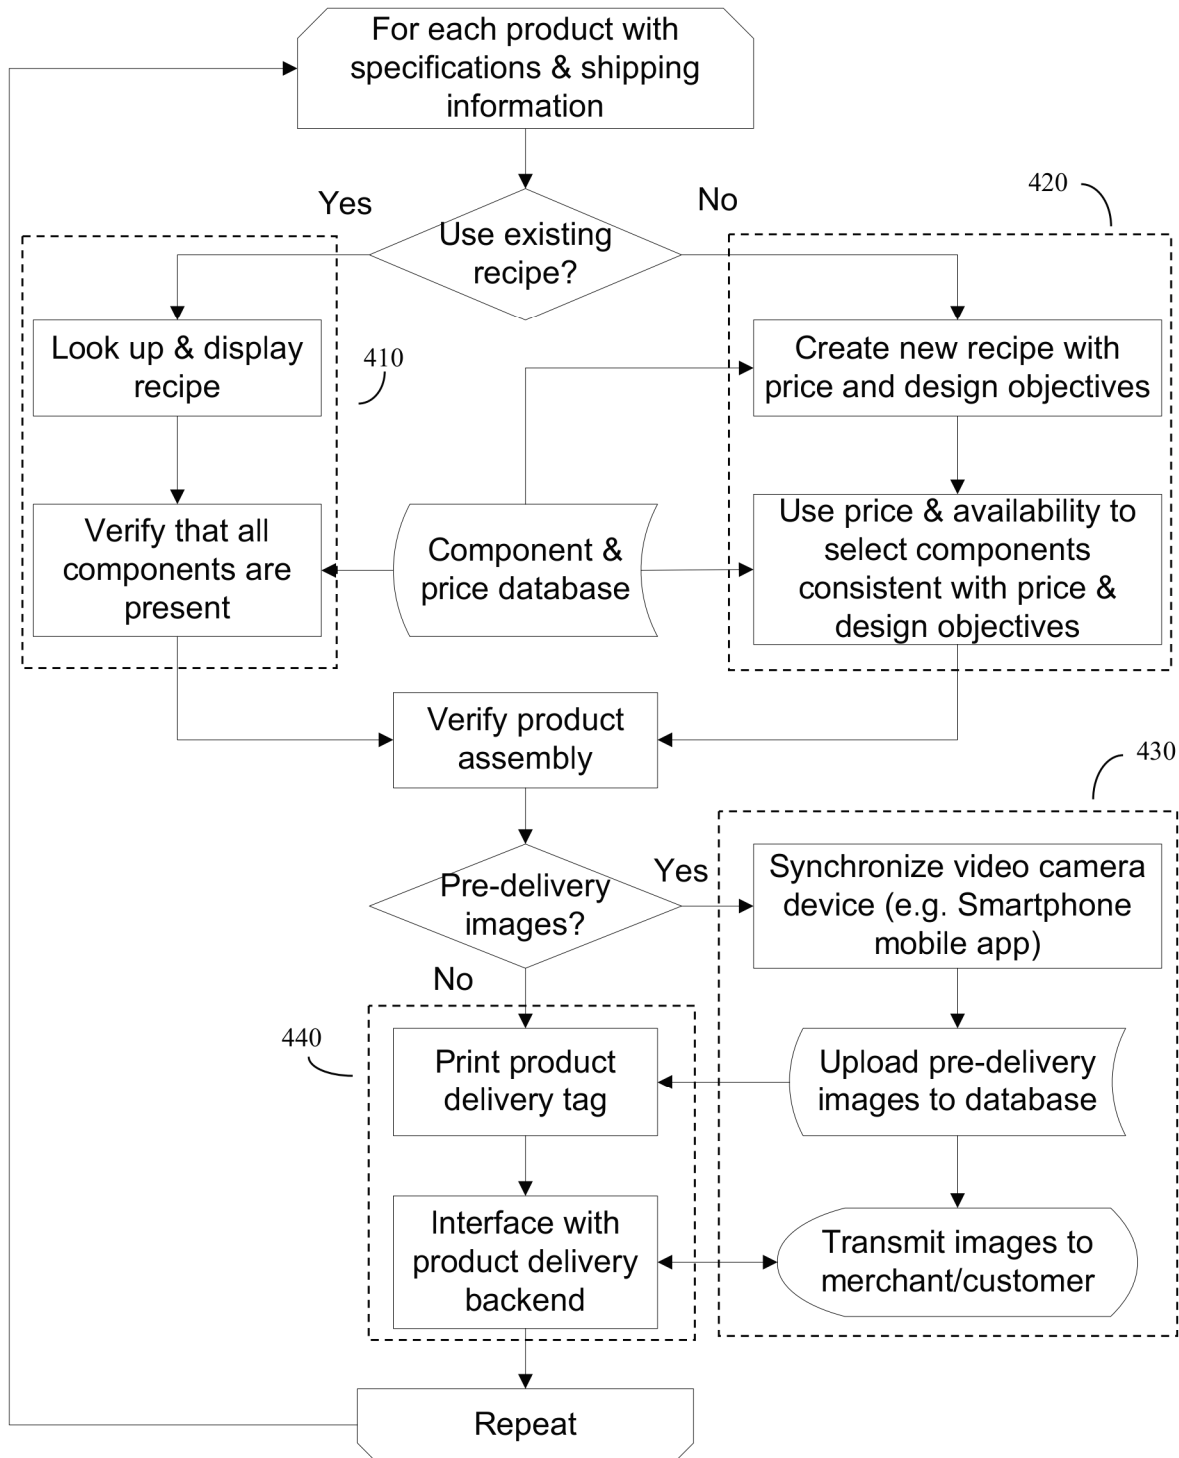 For each product with
specifications & shipping
information
Yes
No
420
Use existing
recipe?
Look up & display
recipe
410
Create new recipe with
price and design objectives
Verify that all
components are
present
Component &
price database
Use price & availability to
select components
consistent with price &
design objectives
Verify product
assembly
430
Pre-delivery
images?
Yes
Synchronize video camera
device (e.g. Smartphone
mobile app)
No
440
Print product
delivery tag
Upload pre-delivery
images to database
Interface with
product delivery
backend
Transmit images to
merchant/customer
Repeat